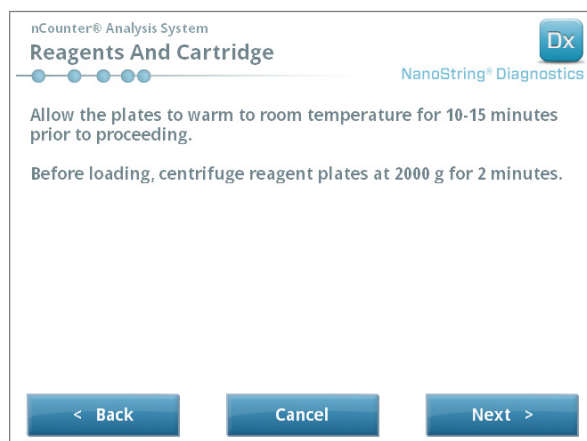 nCounter® Analysis System
Reagents And Cartridge
Dx
NanoString® Diagnostics
Allow the plates to warm to room temperature for 10-15 minutes
prior to proceeding.
Before loading, centrifuge reagent plates at 2000 g for 2 minutes.
< Back
Cancel
Next >